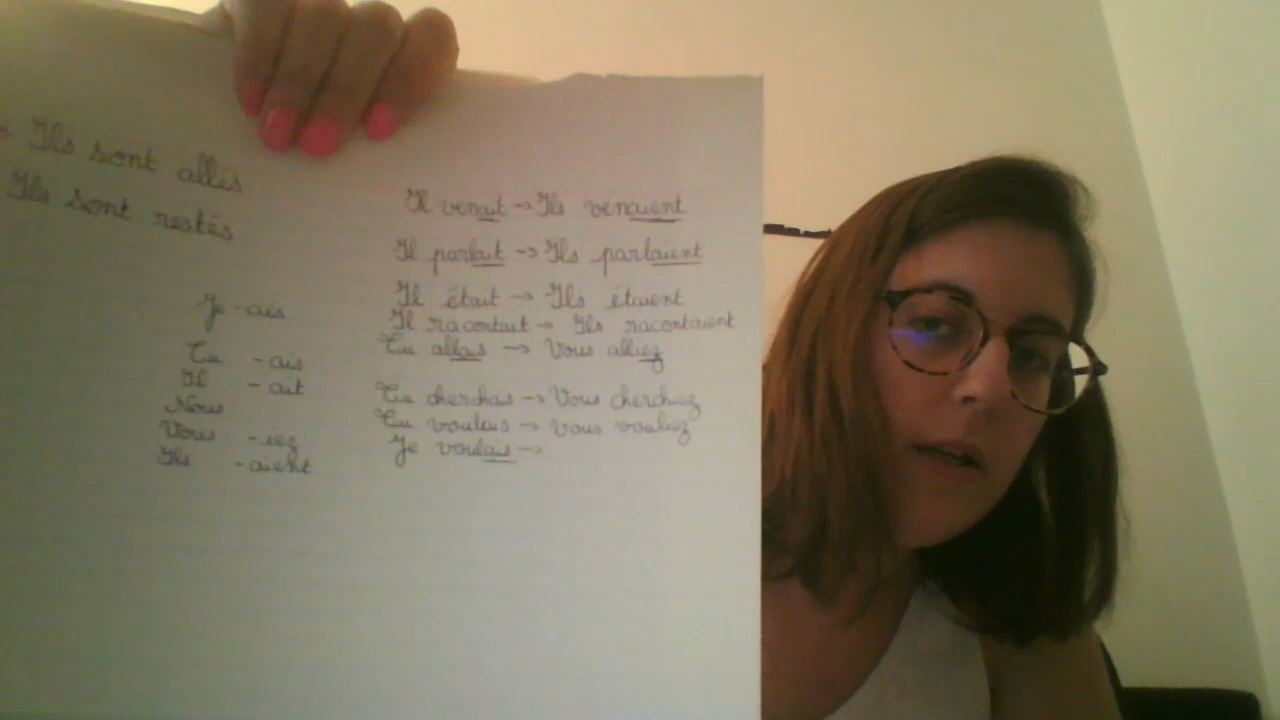 Ils sont allés
Ils sont restés
Je -ais
Tu -ais
Il -ait
Nous
Vous -iez
Ils -aient
Il venait → Ils venaient
Il parlait → Ils parlaient
Il était → Ils étaient
Il racontait → Ils racontaient
Tu allais → Vous alliez
Tu cherchais → Vous cherchiez
Tu voulais → vous vouliez
Je voulais →